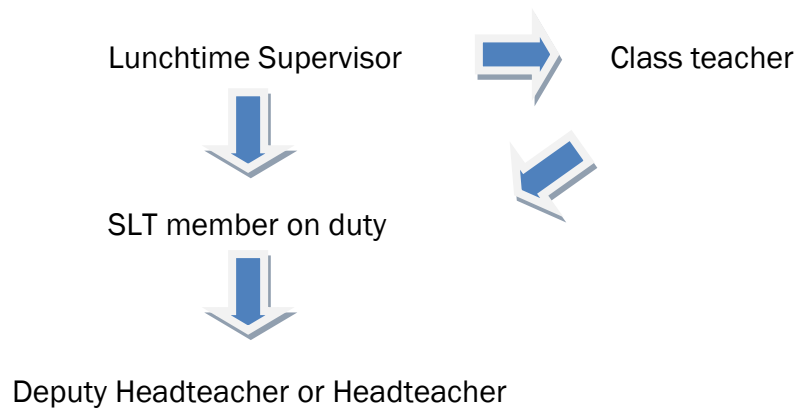 Lunchtime Supervisor
Class teacher
SLT member on duty
Deputy Headteacher or Headteacher